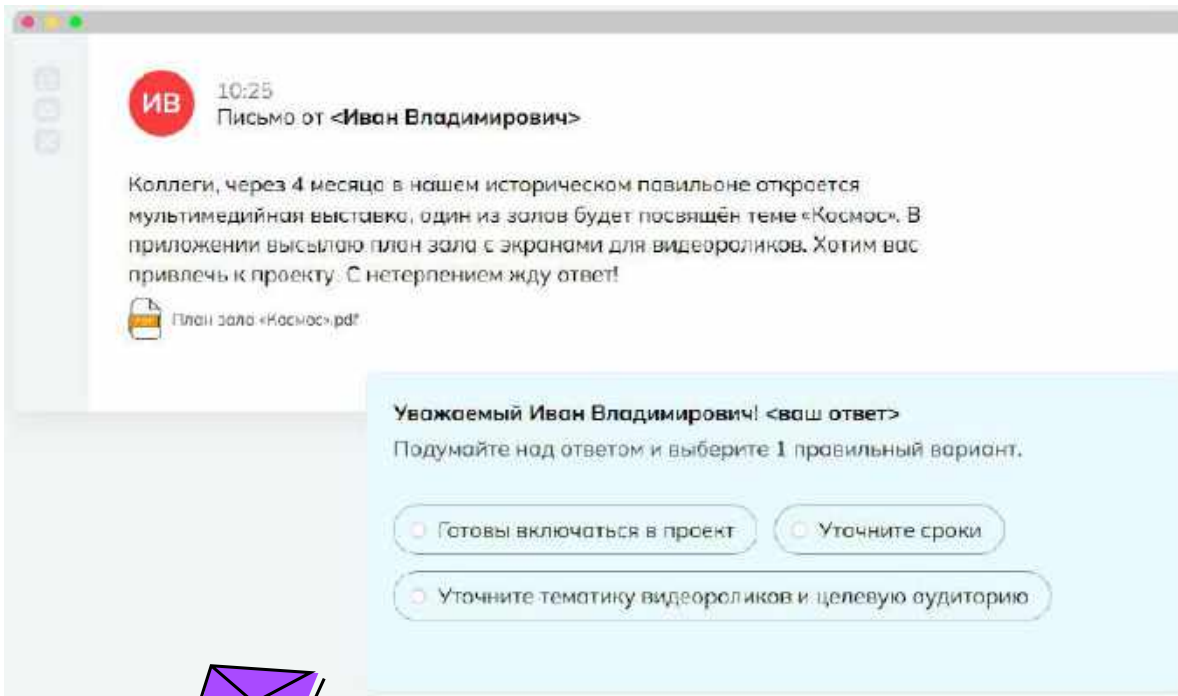 ИВ
10:25
Письмо от <Иван Владимирович>
Коллеги, через 4 месяца в нашем историческом павильоне откроется
мультимедийная выставка, один из залов будет посвящён теме «Космос». В
приложении высылаю план зала с экранами для видеороликов. Хотим вас
привлечь к проекту. С нетерпением жду ответ!
План зала «Космос».pdf
Уважаемый Иван Владимирович! <ваш ответ>
Подумайте над ответом и выберите 1 правильный вариант.
Готовы включаться в проект
Уточните сроки
Уточните тематику видеороликов и целевую аудиторию